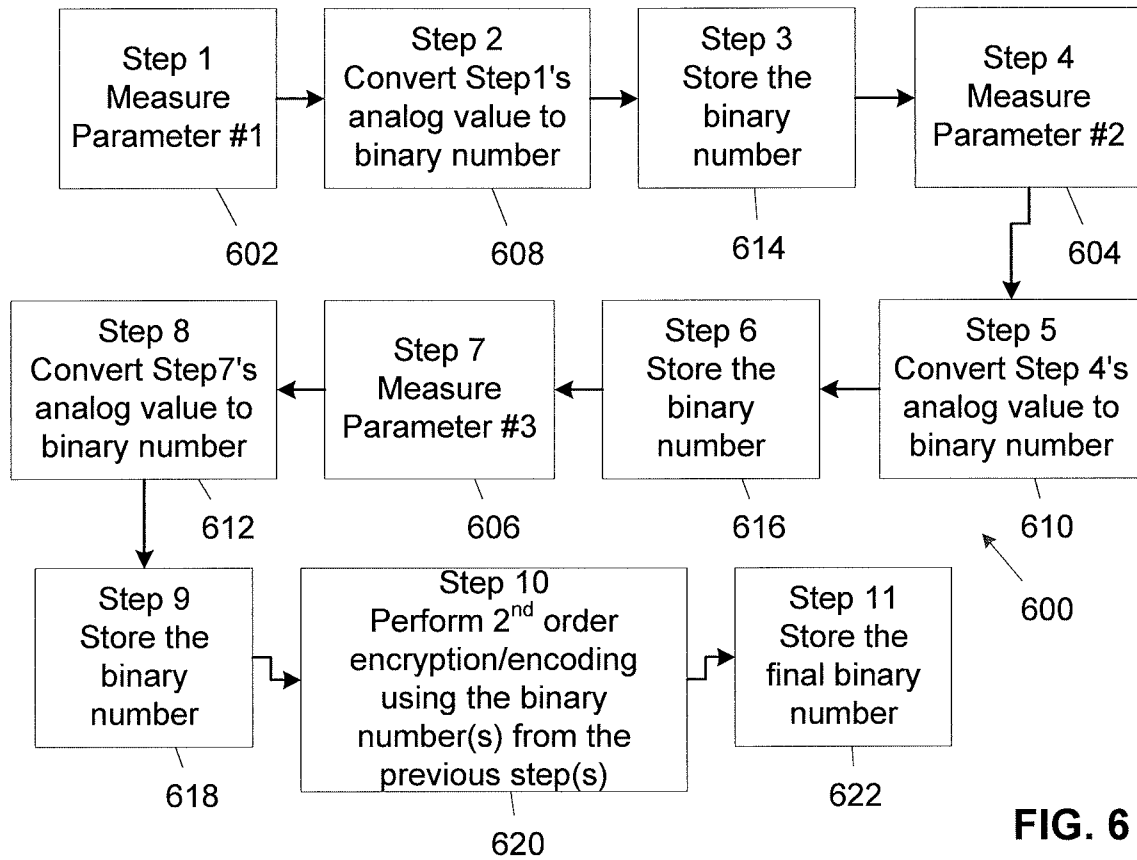 Step 1
Measure
Parameter #1
602
Step 2
Convert Step1's
analog value to
binary number
608
Step 3
Store the
binary
number
614
Step 4
Measure
Parameter #2
604
Step 5
Convert Step 4's
analog value to
binary number
610
Step 6
Store the
binary
number
616
Step 7
Measure
Parameter #3
606
Step 8
Convert Step7's
analog value to
binary number
612
Step 9
Store the
binary
number
618
Step 10
Perform 2nd order
encryption/encoding
using the binary
number(s) from the
previous step(s)
620
Step 11
Store the
final binary
number
622
600
FIG. 6